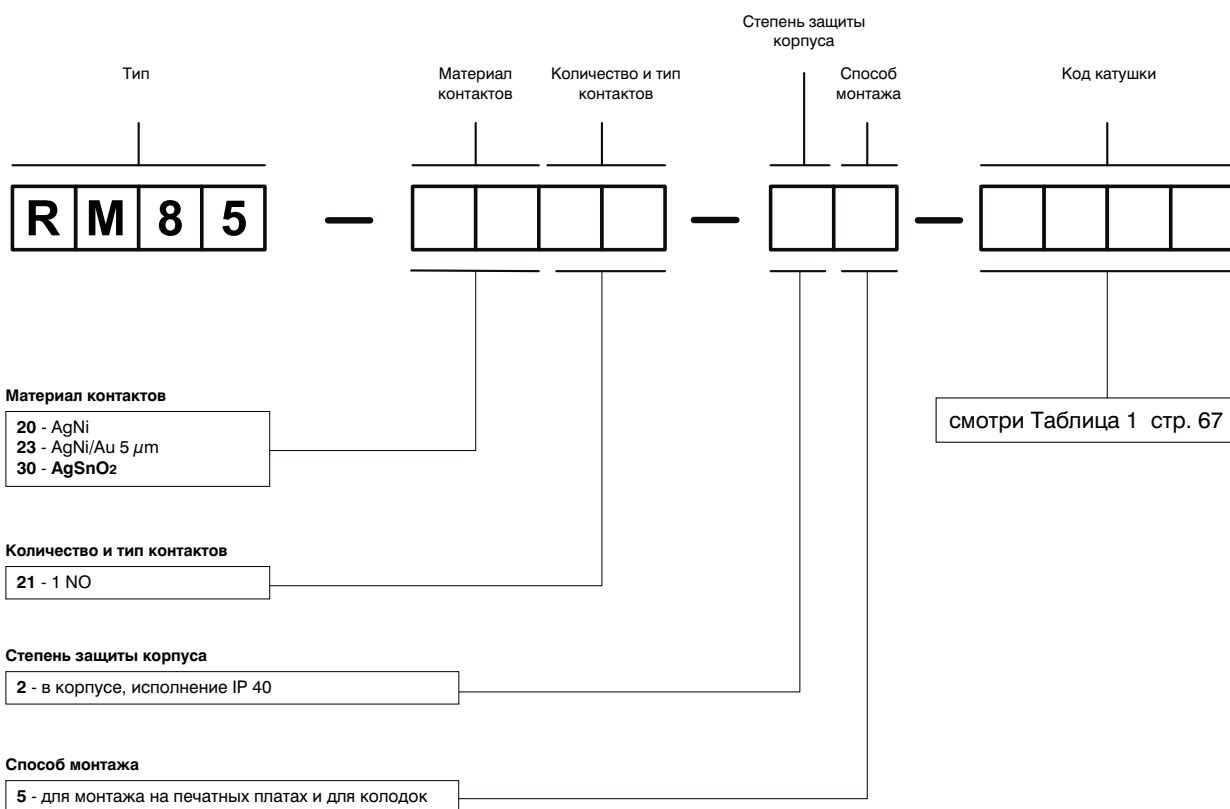 Степень защиты
корпуса
Тип
Материал
контактов
Количество и тип
контактов
Способ
монтажа
Код катушки
RM85 — —  —
Материал контактов
20 - AgNi
23 - AgNi/Au 5 µm
30 - AgSnO2
смотри Таблица 1 стр. 67
Количество и тип контактов
21 - 1 NO
Степень защиты корпуса
2 - в корпусе, исполнение IP 40
Способ монтажа
5 - для монтажа на печатных платах и для колодок